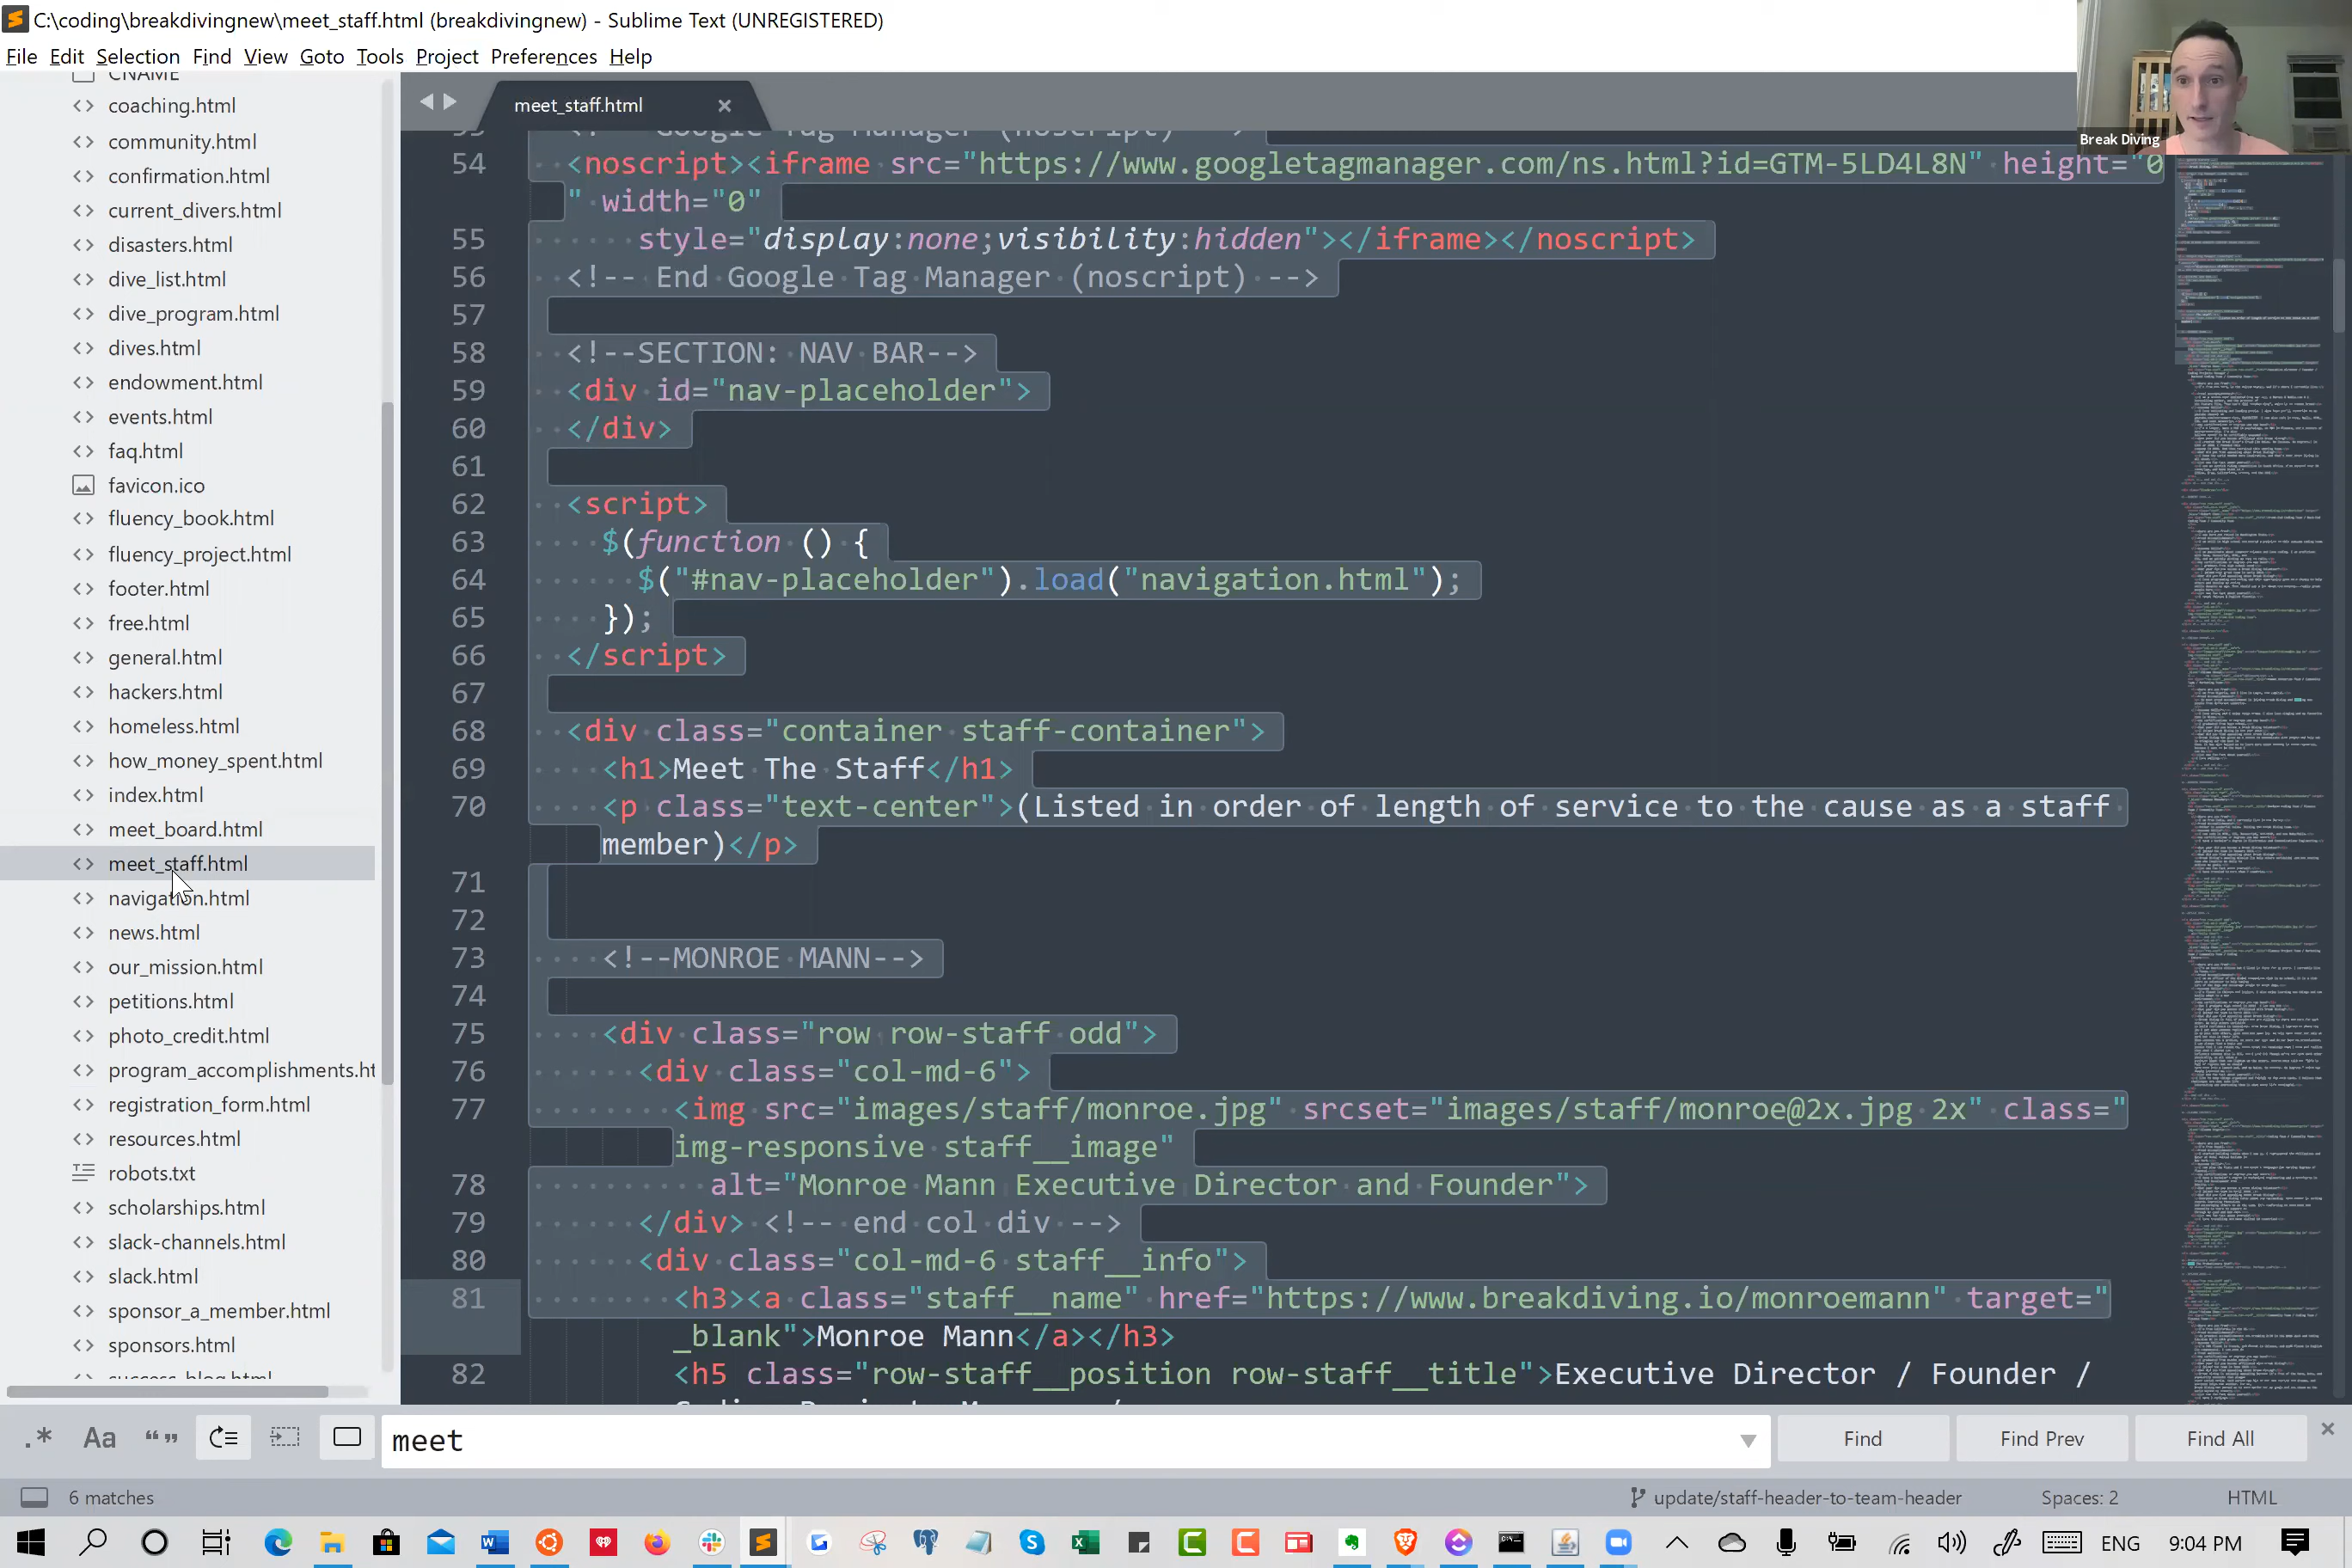 C:\coding\breakdivingnew\meet_staff.html (breakdivingnew) - Sublime Text (UNREGISTERED)
File Edit Selection Find View Goto Tools Project Preferences Help
CNAME
coaching.html
community.html
confirmation.html
current_divers.html
disasters.html
dive_list.html
dive_program.html
dives.html
endowment.html
events.html
faq.html
favicon.ico
fluency_book.html
fluency_project.html
footer.html
free.html
general.html
hackers.html
homeless.html
how_money_spent.html
index.html
meet_board.html
meet_staff.html
navigation.html
news.html
our_mission.html
petitions.html
photo_credit.html
program_accomplishments.ht
registration_form.html
resources.html
robots.txt
scholarships.html
slack-channels.html
slack.html
sponsor_a_member.html
sponsors.html
success_blog.html
meet_staff.html
Break Diving
Google Tag Manager (noscript)
54 <noscript><iframe src="https://www.googletagmanager.com/ns.html?id=GTM-5LD4L8N" height="0
" width="0"
55 style="display:none;visibility:hidden"></iframe></noscript>
56 <!-- End Google Tag Manager (noscript) -->
57
58 <!--SECTION: NAV BAR-->
59 <div id="nav-placeholder">
60 </div>
61
62 <script>
63 $(function () {
64 $("#nav-placeholder").load("navigation.html");
65 });
66 </script>
67
68 <div class="container staff-container">
69 <h1>Meet The Staff</h1>
70 <p class="text-center">(Listed in order of length of service to the cause as a staff
member)</p>
71
72
73 <!--MONROE MANN-->
74
75 <div class="row row-staff odd">
76 <div class="col-md-6">
77 <img src="images/staff/monroe.jpg" srcset="images/staff/monroe@2x.jpg 2x" class="
img-responsive staff__image"
78 alt="Monroe Mann Executive Director and Founder">
79 </div> <!-- end col div -->
80 <div class="col-md-6 staff__info">
81 <h3><a class="staff__name" href="https://www.breakdiving.io/monroemann" target="
_blank">Monroe Mann</a></h3>
82 <h5 class="row-staff__position row-staff__title">Executive Director / Founder /
.* Aa “ ” meet Find Find Prev Find All
6 matches update/staff-header-to-team-header Spaces: 2 HTML
ENG 9:04 PM